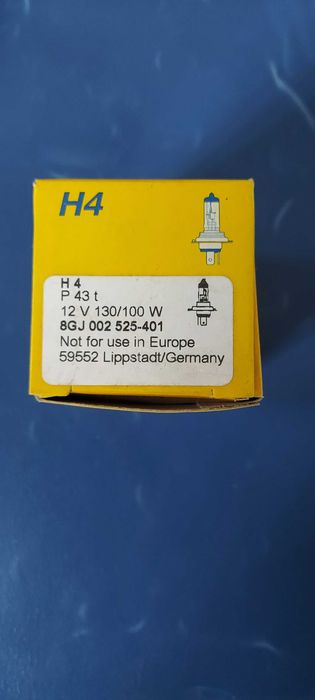 H4
H 4
P 43 t
12 V 130/100 W
8GJ 002 525-401
Not for use in Europe
59552 Lippstadt/Germany